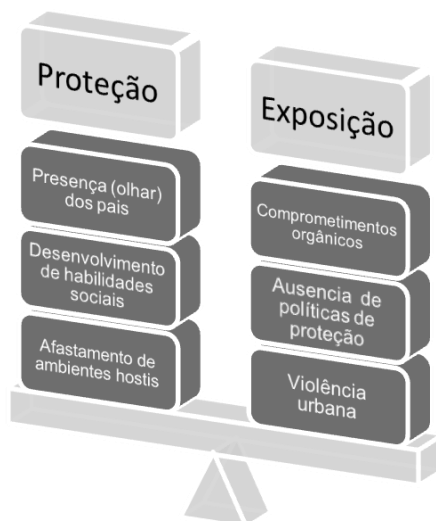 Proteção
Presença (olhar)
dos pais
Desenvolvimento
de habilidades
sociais
Afastamento de
ambientes hostis
Exposição
Comprometimentos
orgânicos
Ausencia de
políticas de
proteção
Violência
urbana